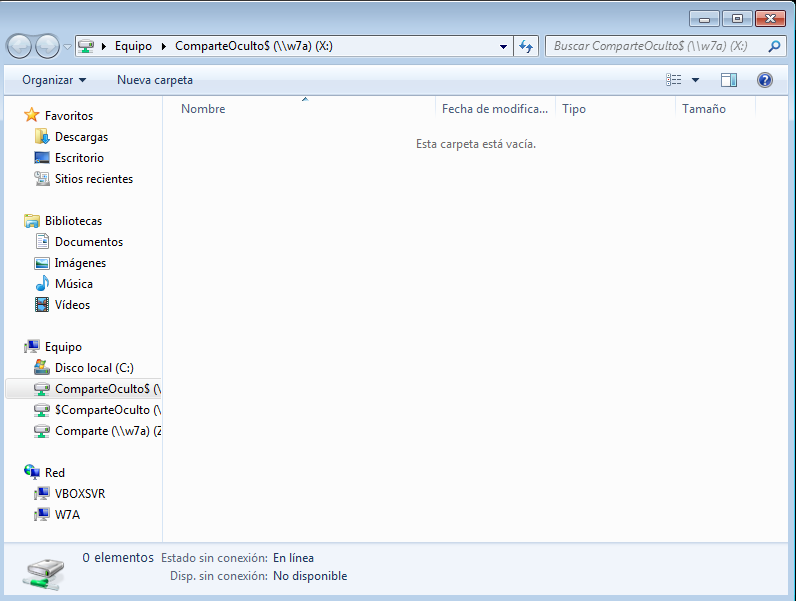 Equipo ComparteOculto$ (\\w7a) (X:)
Buscar ComparteOculto$ (\\w7a) (X:)
Organizar Nueva carpeta
Nombre Fecha de modifica... Tipo Tamaño
Esta carpeta está vacía.
Favoritos
Descargas
Escritorio
Sitios recientes
Bibliotecas
Documentos
Imágenes
Música
Vídeos
Equipo
Disco local (C:)
ComparteOculto$ (\
$ComparteOculto (\
Comparte (\\w7a) (Z
Red
VBOXSVR
W7A
0 elementos Estado sin conexión: En línea
Disp. sin conexión: No disponible